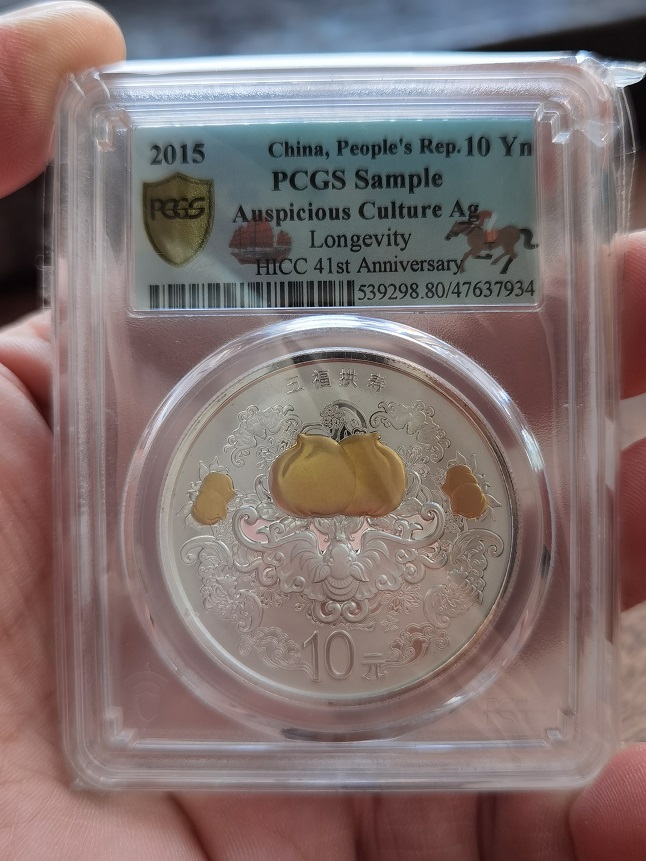 2015 China, People's Rep. 10 Yn
PCGS Sample
PCGS
Auspicious Culture Ag
Longevity
HICC 41st Anniversary
539298.80/47637934
五福拱寿
10元